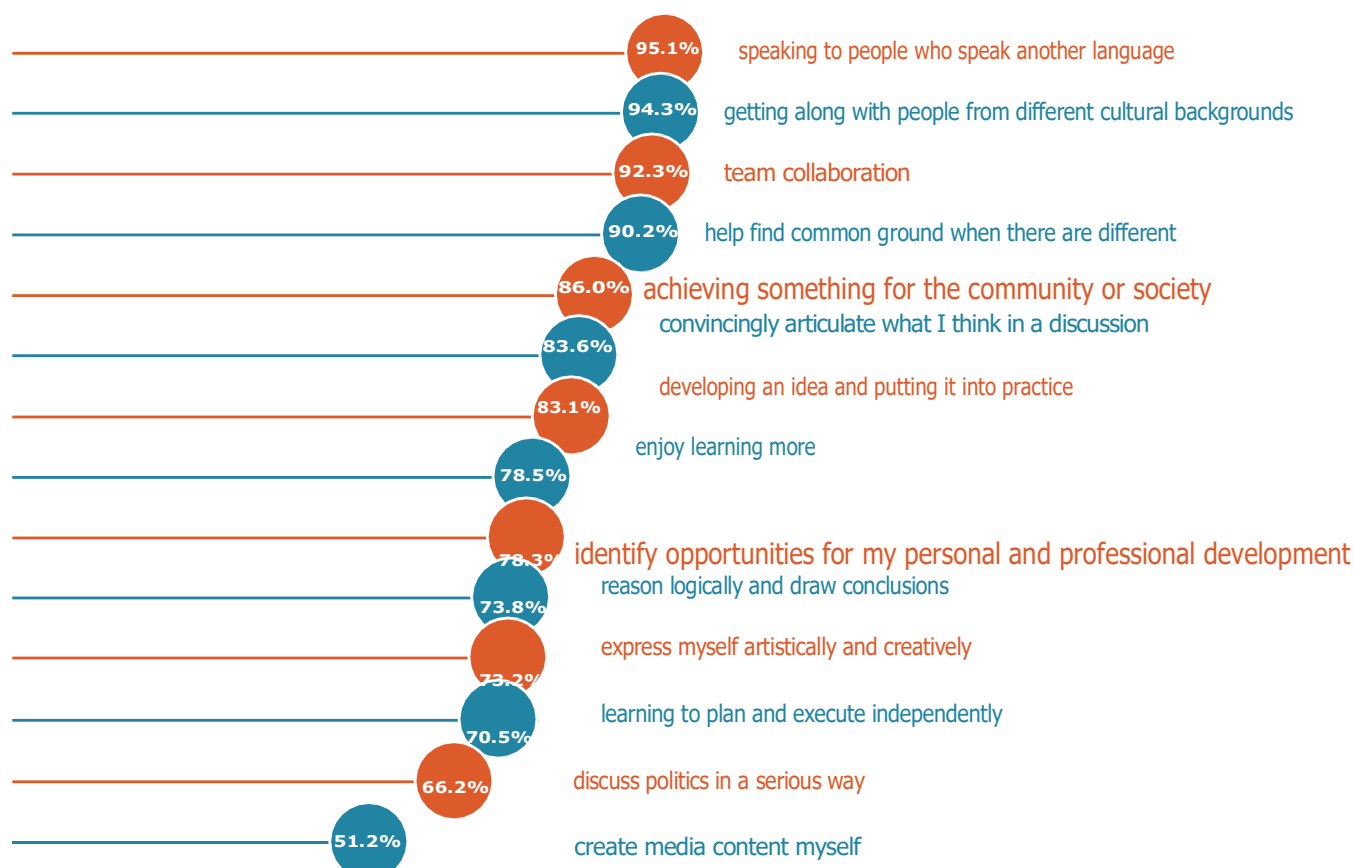 95.1% speaking to people who speak another language
94.3% getting along with people from different cultural backgrounds
92.3% team collaboration
90.2% help find common ground when there are different
86.0% achieving something for the community or society
83.6% convincingly articulate what I think in a discussion
83.1% developing an idea and putting it into practice
78.5% enjoy learning more
78.3% identify opportunities for my personal and professional development
73.8% reason logically and draw conclusions
73.2% express myself artistically and creatively
70.5% learning to plan and execute independently
66.2% discuss politics in a serious way
51.2% create media content myself